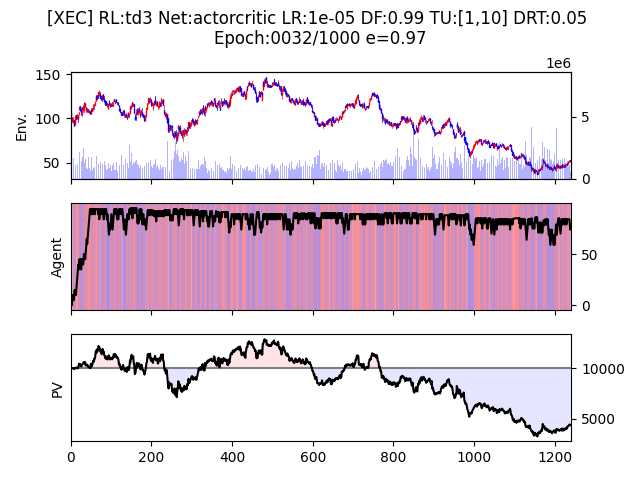 [XEC] RL:td3 Net:actorcritic LR:1e-05 DF:0.99 TU:[1,10] DRT:0.05
Epoch:0032/1000 e=0.97
1e6
150
100
50
Env.
5
0
Agent
50
0
PV
10000
5000
0
200
400
600
800
1000
1200